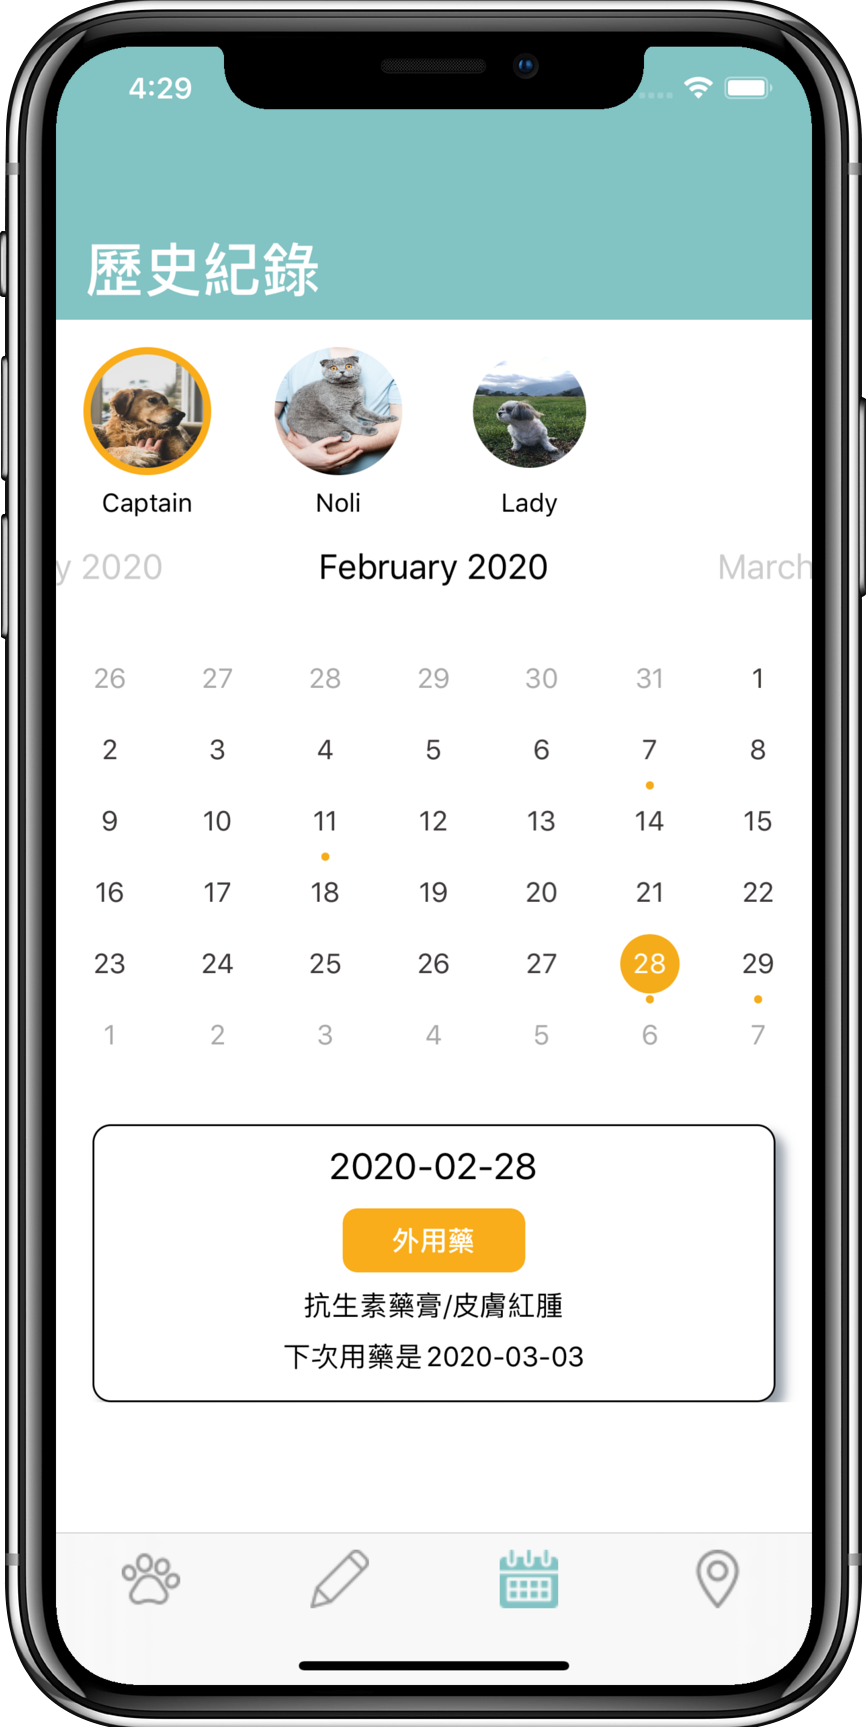 4:29
歷史紀錄
Captain Noli Lady
y 2020 February 2020 March
26 27 28 29 30 31 1
2 3 4 5 6 7 8
9 10 11 12 13 14 15
16 17 18 19 20 21 22
23 24 25 26 27 28 29
1 2 3 4 5 6 7
2020-02-28
外用藥
抗生素藥膏/皮膚紅腫
下次用藥是2020-03-03